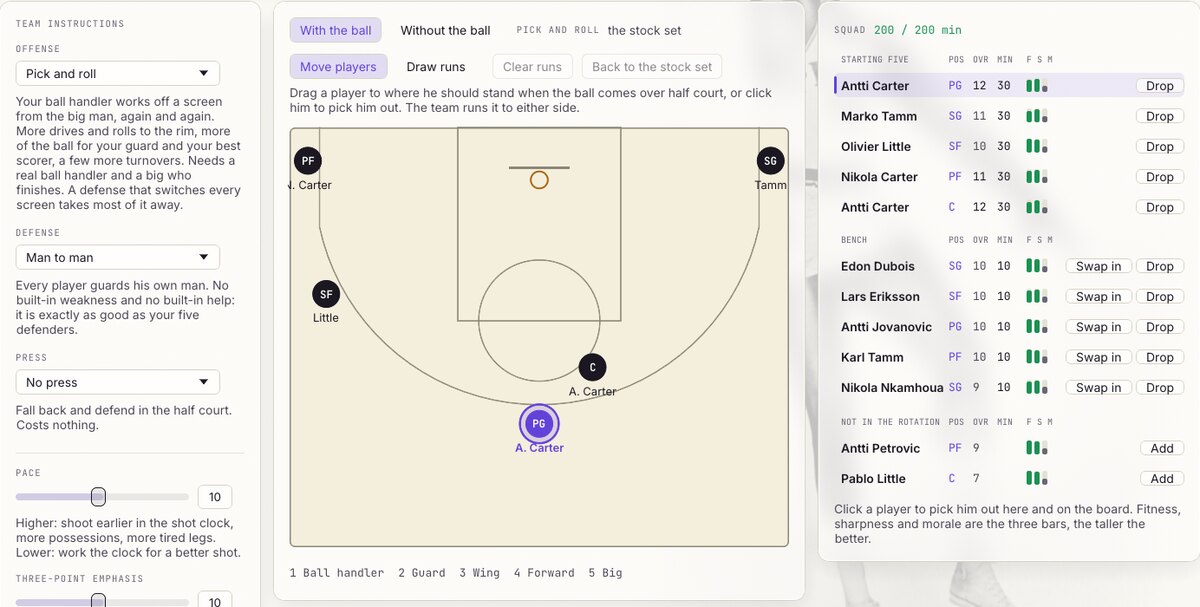 TEAM INSTRUCTIONS
OFFENSE
Pick and roll
Your ball handler works off a screen
from the big man, again and again.
More drives and rolls to the rim, more
of the ball for your guard and your best
scorer, a few more turnovers. Needs a
real ball handler and a big who
finishes. A defense that switches every
screen takes most of it away.
DEFENSE
Man to man
Every player guards his own man. No
built-in weakness and no built-in help:
it is exactly as good as your five
defenders.
PRESS
No press
Fall back and defend in the half court.
Costs nothing.
PACE
10
Higher: shoot earlier in the shot clock,
more possessions, more tired legs.
Lower: work the clock for a better shot.
THREE-POINT EMPHASIS
10
With the ball Without the ball PICK AND ROLL the stock set
Move players Draw runs Clear runs Back to the stock set
Drag a player to where he should stand when the ball comes over half court, or click
him to pick him out. The team runs it to either side.
PF SG
N. Carter Tamm
SF
Little
C
A. Carter
PG
A. Carter
1 Ball handler 2 Guard 3 Wing 4 Forward 5 Big
SQUAD 200 / 200 min
STARTING FIVE POS OVR MIN F S M
Antti Carter PG 12 30 Drop
Marko Tamm SG 11 30 Drop
Olivier Little SF 10 30 Drop
Nikola Carter PF 11 30 Drop
Antti Carter C 12 30 Drop
BENCH POS OVR MIN F S M
Edon Dubois SG 10 10 Swap in Drop
Lars Eriksson SF 10 10 Swap in Drop
Antti Jovanovic PG 10 10 Swap in Drop
Karl Tamm PF 10 10 Swap in Drop
Nikola Nkamhoua SG 9 10 Swap in Drop
NOT IN THE ROTATION POS OVR MIN F S M
Antti Petrovic PF 9 Add
Pablo Little C 7 Add
Click a player to pick him out here and on the board. Fitness,
sharpness and morale are the three bars, the taller the
better.